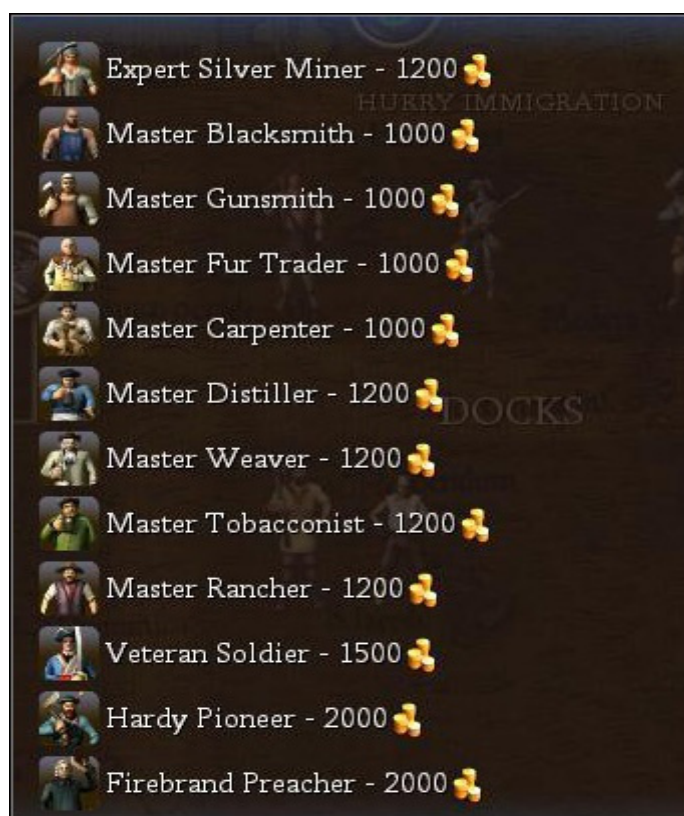 Expert Silver Miner - 1200
HURRY IMMIGRATION
Master Blacksmith - 1000
Master Gunsmith - 1000
Master Fur Trader - 1000
Master Carpenter - 1000
Master Distiller - 1200
DOCKS
Master Weaver - 1200
Master Tobacconist - 1200
Master Rancher - 1200
Veteran Soldier - 1500
Hardy Pioneer - 2000
Firebrand Preacher - 2000